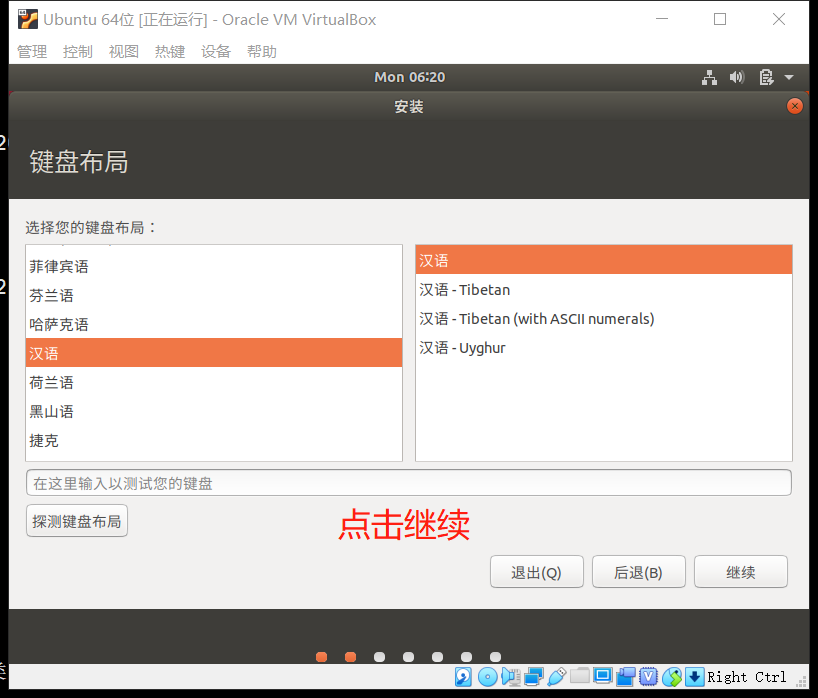 Ubuntu 64位 [正在运行] - Oracle VM VirtualBox
管理 控制 视图 热键 设备 帮助
Mon 06:20
安装
键盘布局
选择您的键盘布局：
菲律宾语
芬兰语
哈萨克语
汉语
荷兰语
黑山语
捷克
汉语
汉语 - Tibetan
汉语 - Tibetan (with ASCII numerals)
汉语 - Uyghur
在这里输入以测试您的键盘
探测键盘布局
点击继续
退出(Q) 后退(B) 继续
Right Ctrl